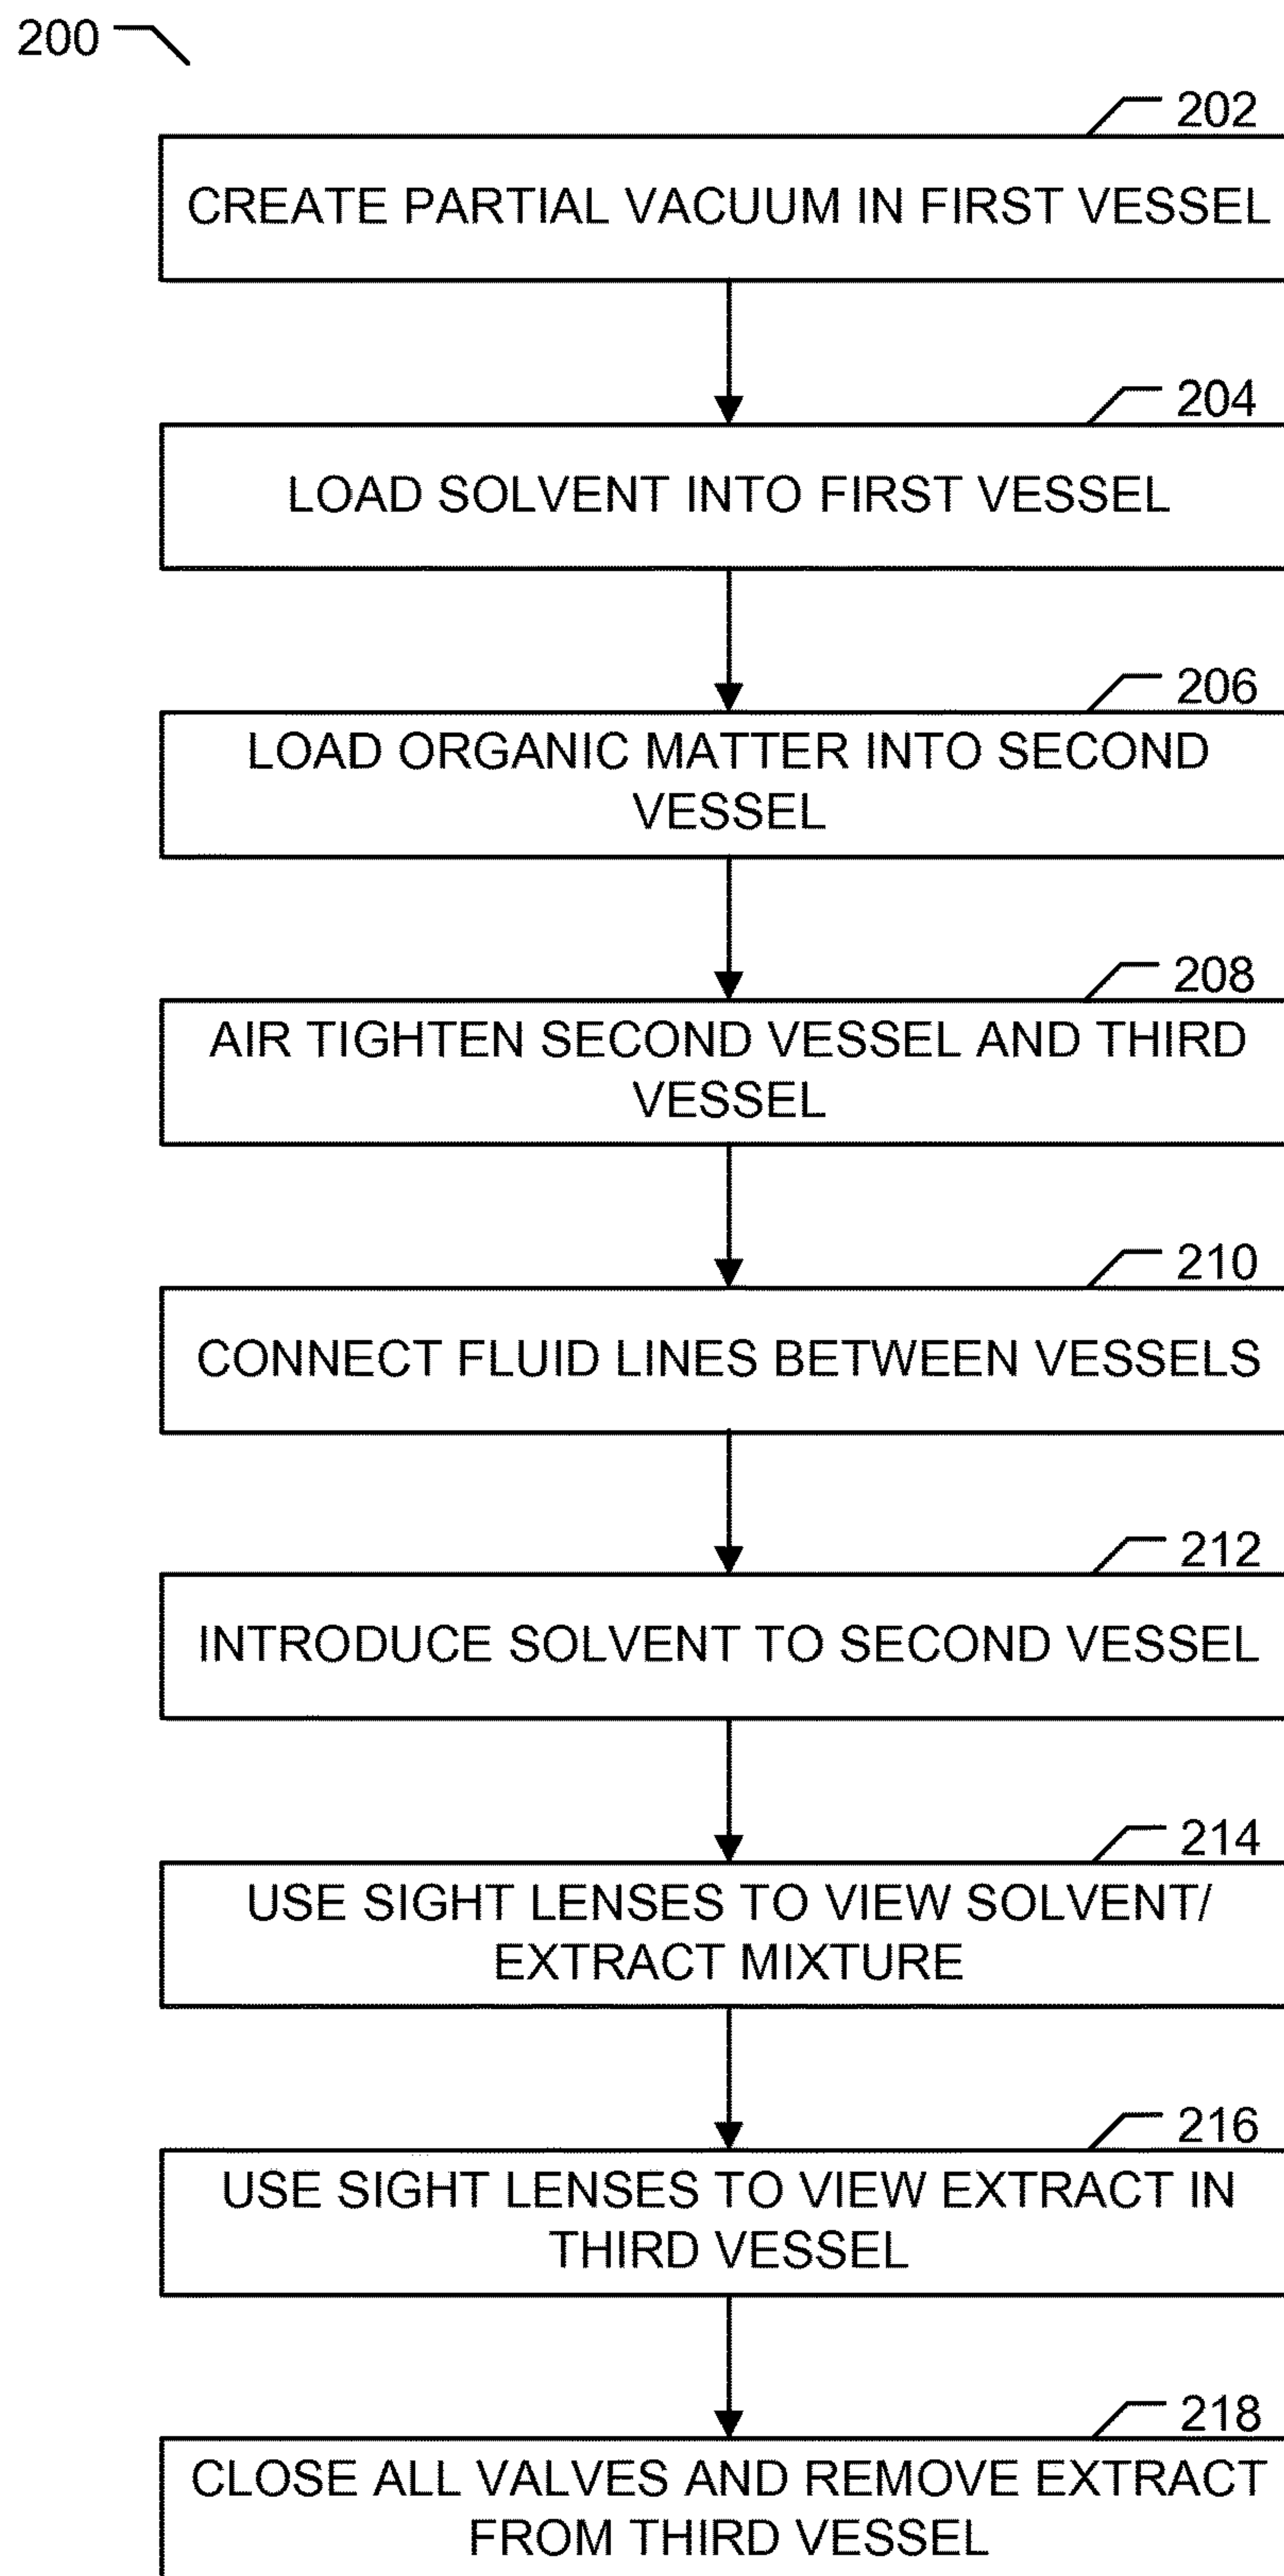 200
202
CREATE PARTIAL VACUUM IN FIRST VESSEL
204
LOAD SOLVENT INTO FIRST VESSEL
206
LOAD ORGANIC MATTER INTO SECOND
VESSEL
208
AIR TIGHTEN SECOND VESSEL AND THIRD
VESSEL
210
CONNECT FLUID LINES BETWEEN VESSELS
212
INTRODUCE SOLVENT TO SECOND VESSEL
214
USE SIGHT LENSES TO VIEW SOLVENT/
EXTRACT MIXTURE
216
USE SIGHT LENSES TO VIEW EXTRACT IN
THIRD VESSEL
218
CLOSE ALL VALVES AND REMOVE EXTRACT
FROM THIRD VESSEL